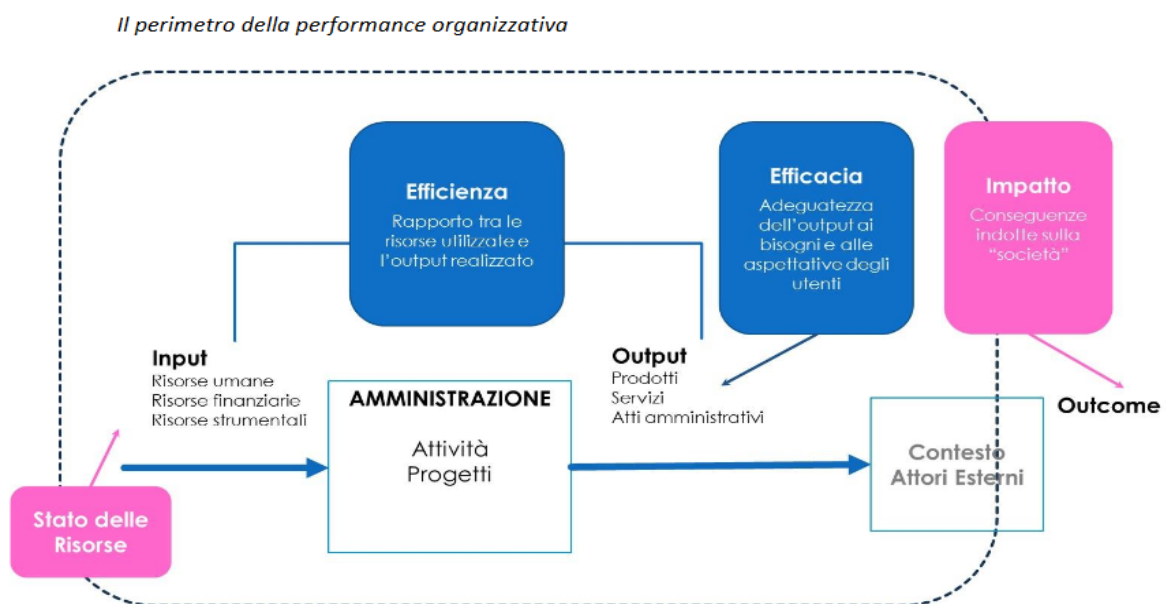 Il perimetro della performance organizzativa
Efficienza
Rapporto tra le
risorse utilizzate e
l'output realizzato
Efficacia
Adeguatezza
dell'output ai
bisogni e alle
aspettative degli
utenti
Impatto
Conseguenze
indotte sulla
"società"
Input
Risorse umane
Risorse finanziarie
Risorse strumentali
AMMINISTRAZIONE
Attività
Progetti
Output
Prodotti
Servizi
Atti amministrativi
Outcome
Contesto
Attori Esterni
Stato delle
Risorse